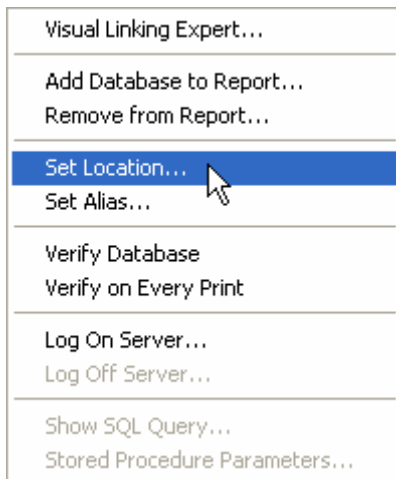 Visual Linking Expert...
Add Database to Report...
Remove from Report...
Set Location...
Set Alias...
Verify Database
Verify on Every Print
Log On Server...
Log Off Server...
Show SQL Query...
Stored Procedure Parameters...